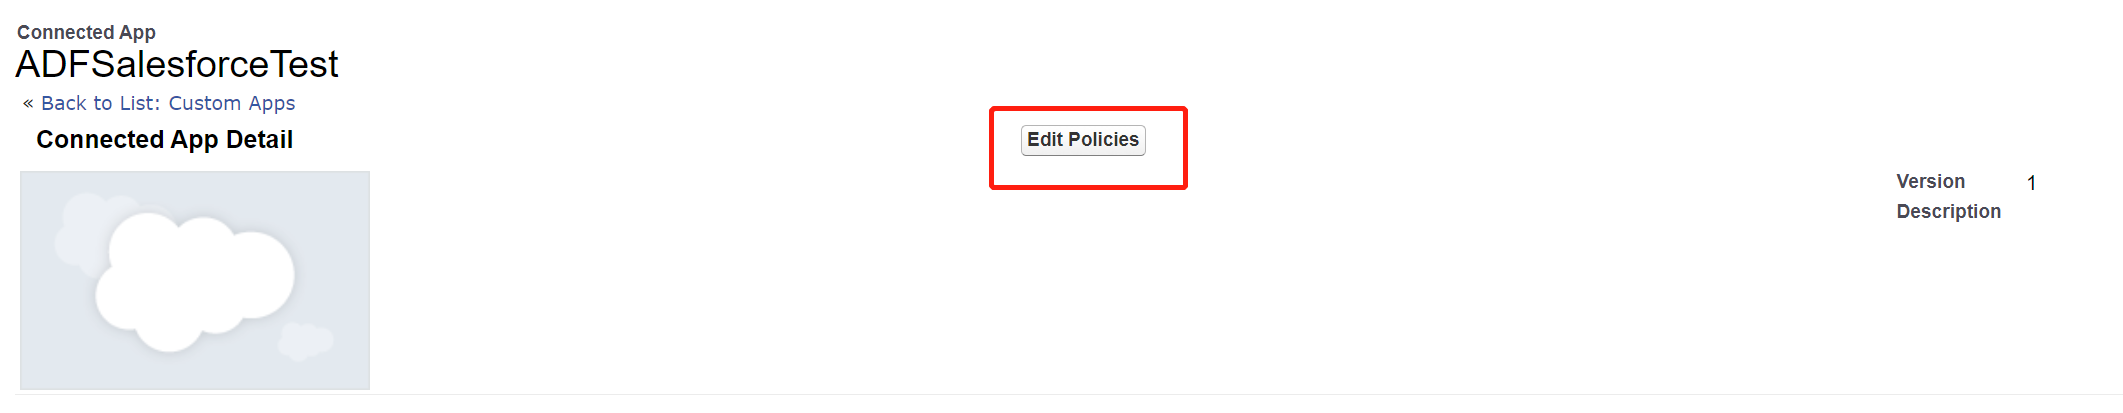 Connected App
ADFSalesforceTest
« Back to List: Custom Apps
Connected App Detail
Edit Policies
Version 1
Description